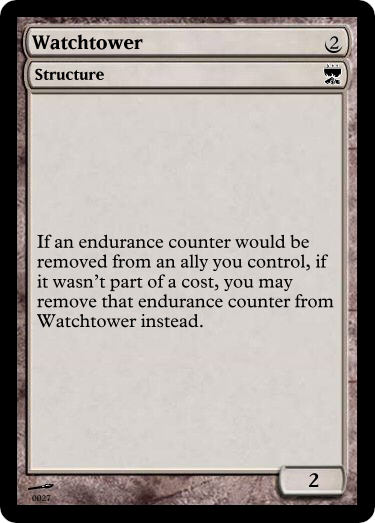 Watchtower 2
Structure
If an endurance counter would be
removed from an ally you control, if
it wasn't part of a cost, you may
remove that endurance counter from
Watchtower instead.
2
0027